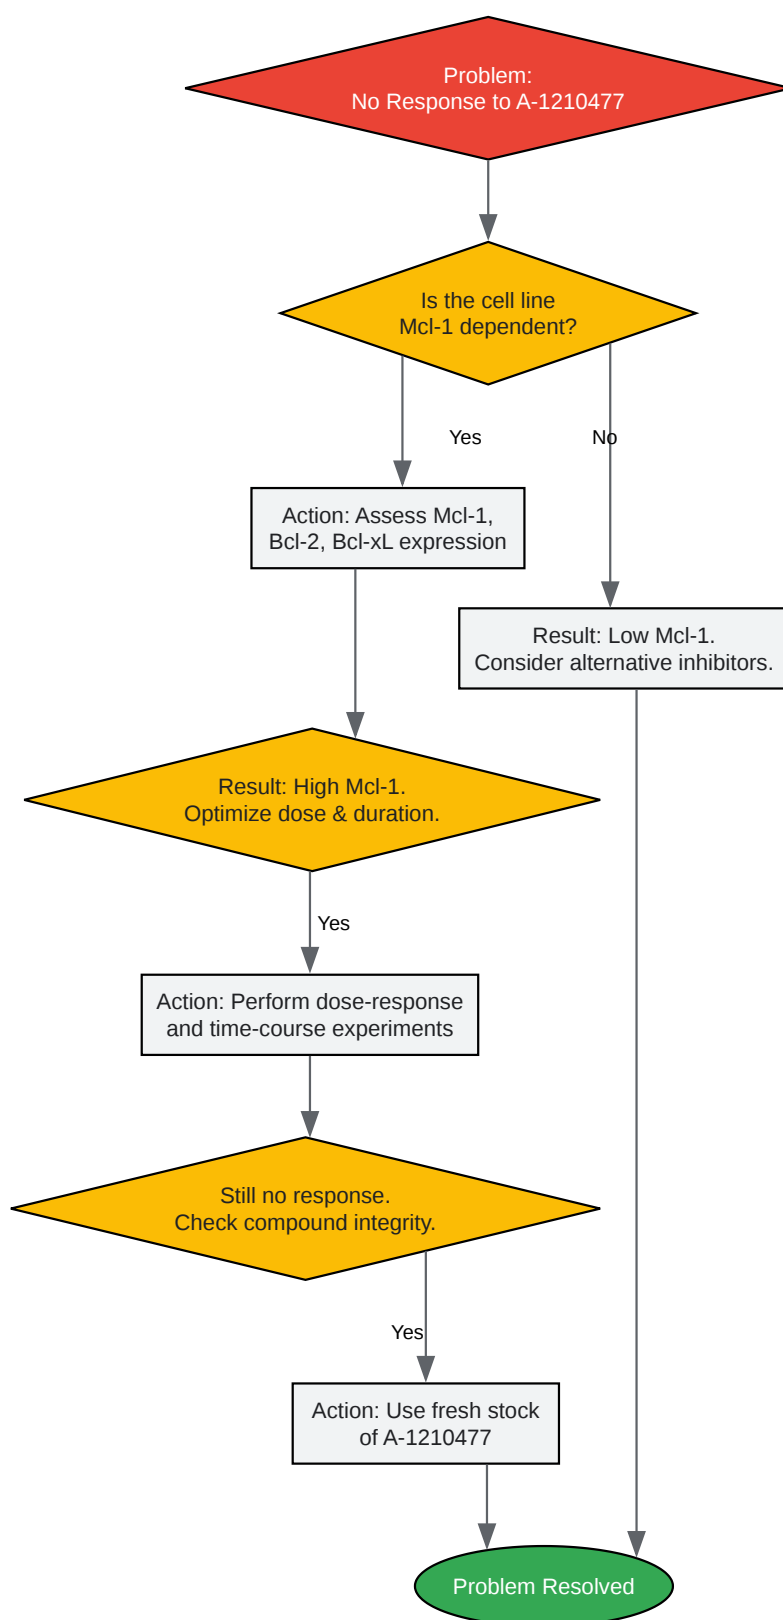 Problem:
No Response to A-1210477
Is the cell line
Mcl-1 dependent?
Yes
No
Action: Assess Mcl-1,
Bcl-2, Bcl-xL expression
Result: Low Mcl-1.
Consider alternative inhibitors.
Result: High Mcl-1.
Optimize dose & duration.
Yes
Action: Perform dose-response
and time-course experiments
Still no response.
Check compound integrity.
Yes
Action: Use fresh stock
of A-1210477
Problem Resolved